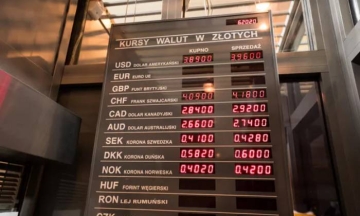 62020
KURSY WALUT W ZŁOTYCH
KUPNO SPRZEDAŻ
USD DOLAR AMERYKAŃSKI 3.8900 3.9600
EUR EURO UE
GBP FUNT BRYTYJSKI
CHF FRANK SZWAJCARSKI 4.0900 4.1800
CAD DOLAR KANADYJSKI 2.8400 2.9200
AUD DOLAR AUSTRALIJSKI 2.6600 2.7400
SEK KORONA SZWEDZKA 0.4100 0.4280
DKK KORONA DUŃSKA 0.5820 0.6000
NOK KORONA NORWESKA 0.4020 0.4200
HUF FORINT WĘGIERSKI
RON LEJ RUMUŃSKI